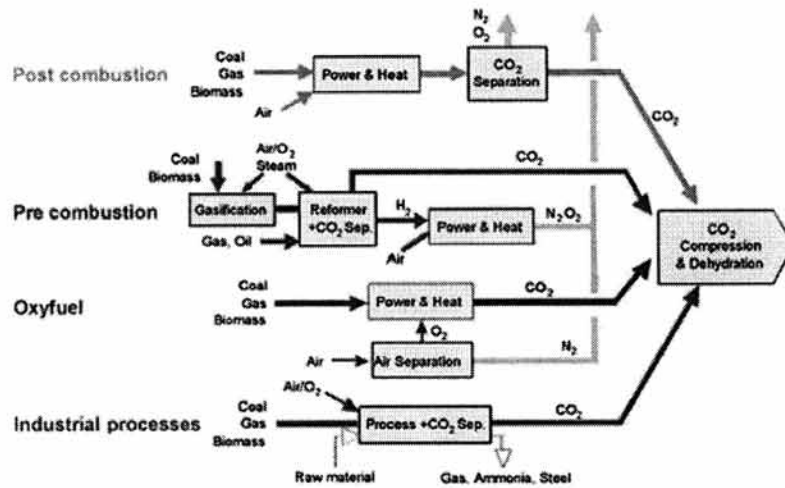 N2
O2
Post combustion
Coal
Gas
Biomass
Air
Power & Heat
CO2
Separation
CO2
Pre combustion
Coal
Biomass
Air/O2
Steam
Gasification
Gas, Oil
Reformer
+CO2 Sep.
H2
Air
Power & Heat
CO2
N2 O2
CO2
Compression
& Dehydration
Oxyfuel
Coal
Gas
Biomass
Power & Heat
CO2
O2
Air
Air Separation
N2
Industrial processes
Coal
Gas
Biomass
Air/O2
Process +CO2 Sep.
CO2
Raw material
Gas, Ammonia, Steel